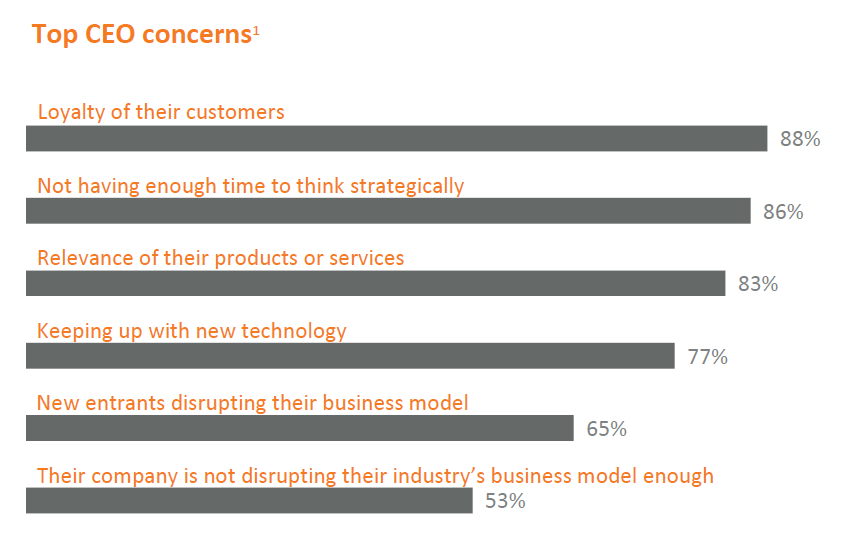 Top CEO concerns¹
Loyalty of their customers
88%
Not having enough time to think strategically
86%
Relevance of their products or services
83%
Keeping up with new technology
77%
New entrants disrupting their business model
65%
Their company is not disrupting their industry’s business model enough
53%